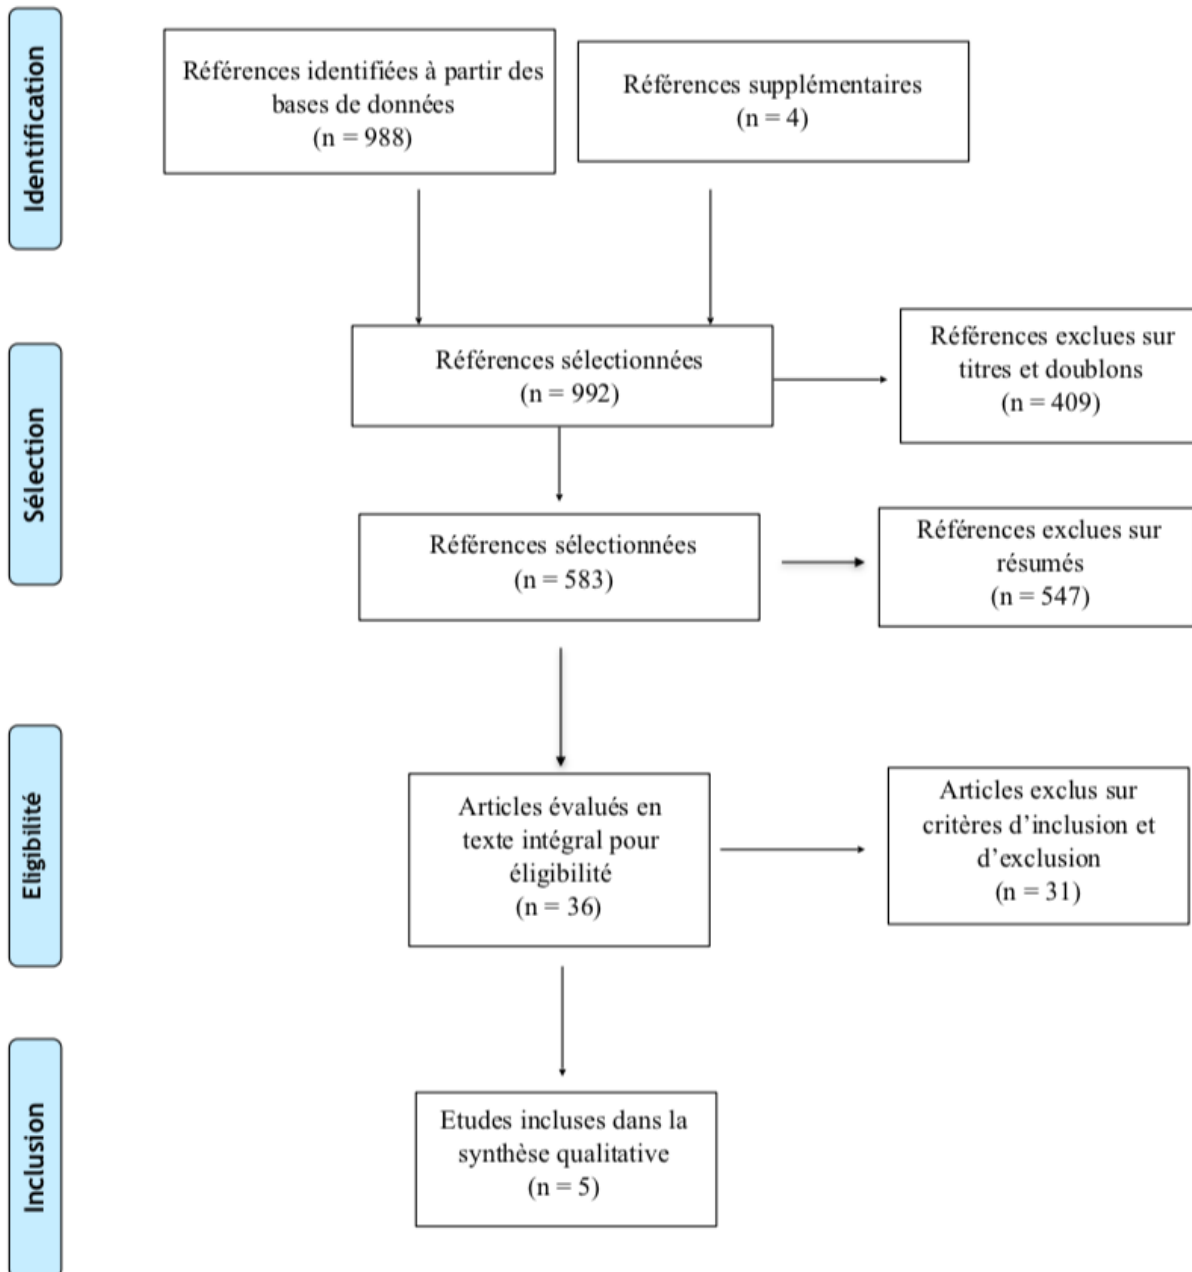 Identification
Références identifiées à partir des
bases de données
(n = 988)
Références supplémentaires
(n = 4)
Sélection
Références sélectionnées
(n = 992)
Références exclues sur
titres et doublons
(n = 409)
Références sélectionnées
(n = 583)
Références exclues sur
résumés
(n = 547)
Eligibilité
Articles évalués en
texte intégral pour
éligibilité
(n = 36)
Articles exclus sur
critères d’inclusion et
d’exclusion
(n = 31)
Inclusion
Etudes incluses dans la
synthèse qualitative
(n = 5)